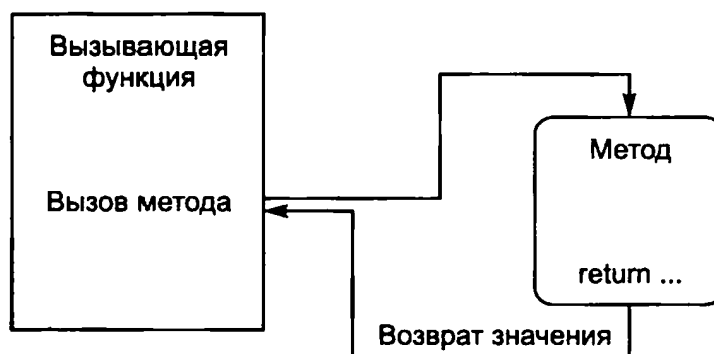 Вызывающая
функция
Вызов метода
Метод
return ...
Возврат значения